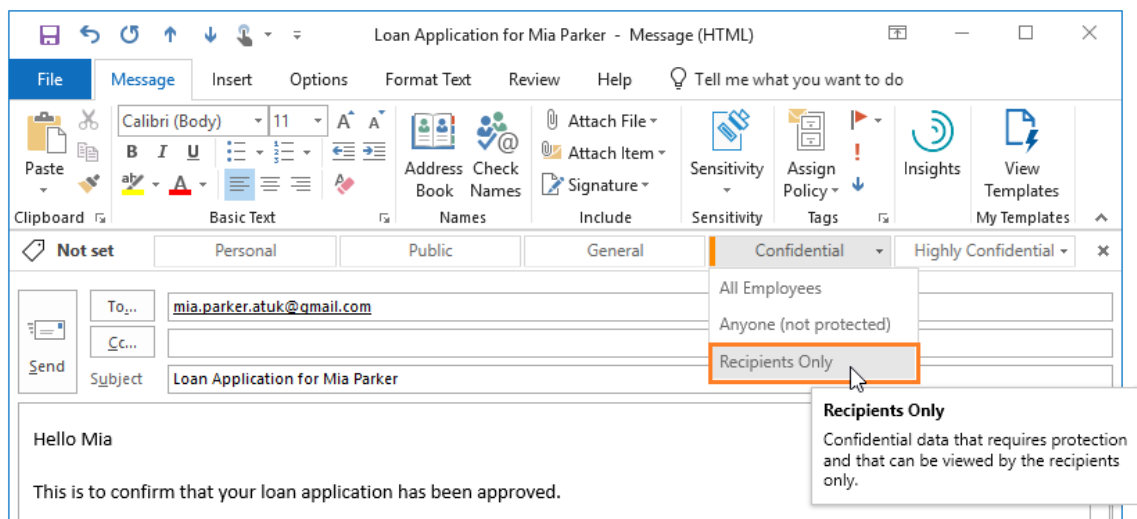 Loan Application for Mia Parker - Message (HTML)
File Message Insert Options Format Text Review Help Tell me what you want to do
Paste
Clipboard
Calibri (Body) 11 A A
B I U
aby A
Basic Text
Address Book
Check Names
Names
Attach File
Attach Item
Signature
Include
Sensitivity
Sensitivity
Assign Policy
Tags
Insights
View Templates
My Templates
Not set Personal Public General Confidential Highly Confidential
All Employees
Anyone (not protected)
Recipients Only
Send
To... mia.parker.atuk@gmail.com
Cc...
Subject Loan Application for Mia Parker
Recipients Only
Confidential data that requires protection
and that can be viewed by the recipients
only.
Hello Mia
This is to confirm that your loan application has been approved.